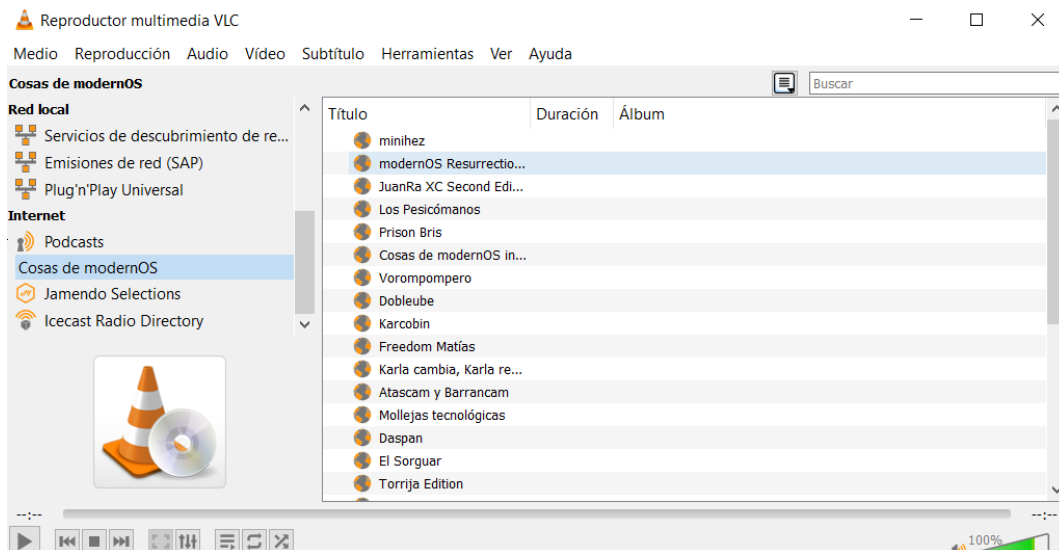 Reproductor multimedia VLC
Medio Reproducción Audio Vídeo Subtítulo Herramientas Ver Ayuda
Cosas de modernOS
Buscar
Red local
Servicios de descubrimiento de re...
Emisiones de red (SAP)
Plug'n'Play Universal
Internet
Podcasts
Cosas de modernOS
Jamendo Selections
Icecast Radio Directory
Título Duración Álbum
minihez
modernOS Resurrectio...
JuanRa XC Second Edi...
Los Pesicómanos
Prison Bris
Cosas de modernOS in...
Vorompompero
Dobleube
Karcobin
Freedom Matías
Karla cambia, Karla re...
Atascam y Barrancam
Mollejas tecnológicas
Daspan
El Sorguar
Torrija Edition
--:-- --:--
100%